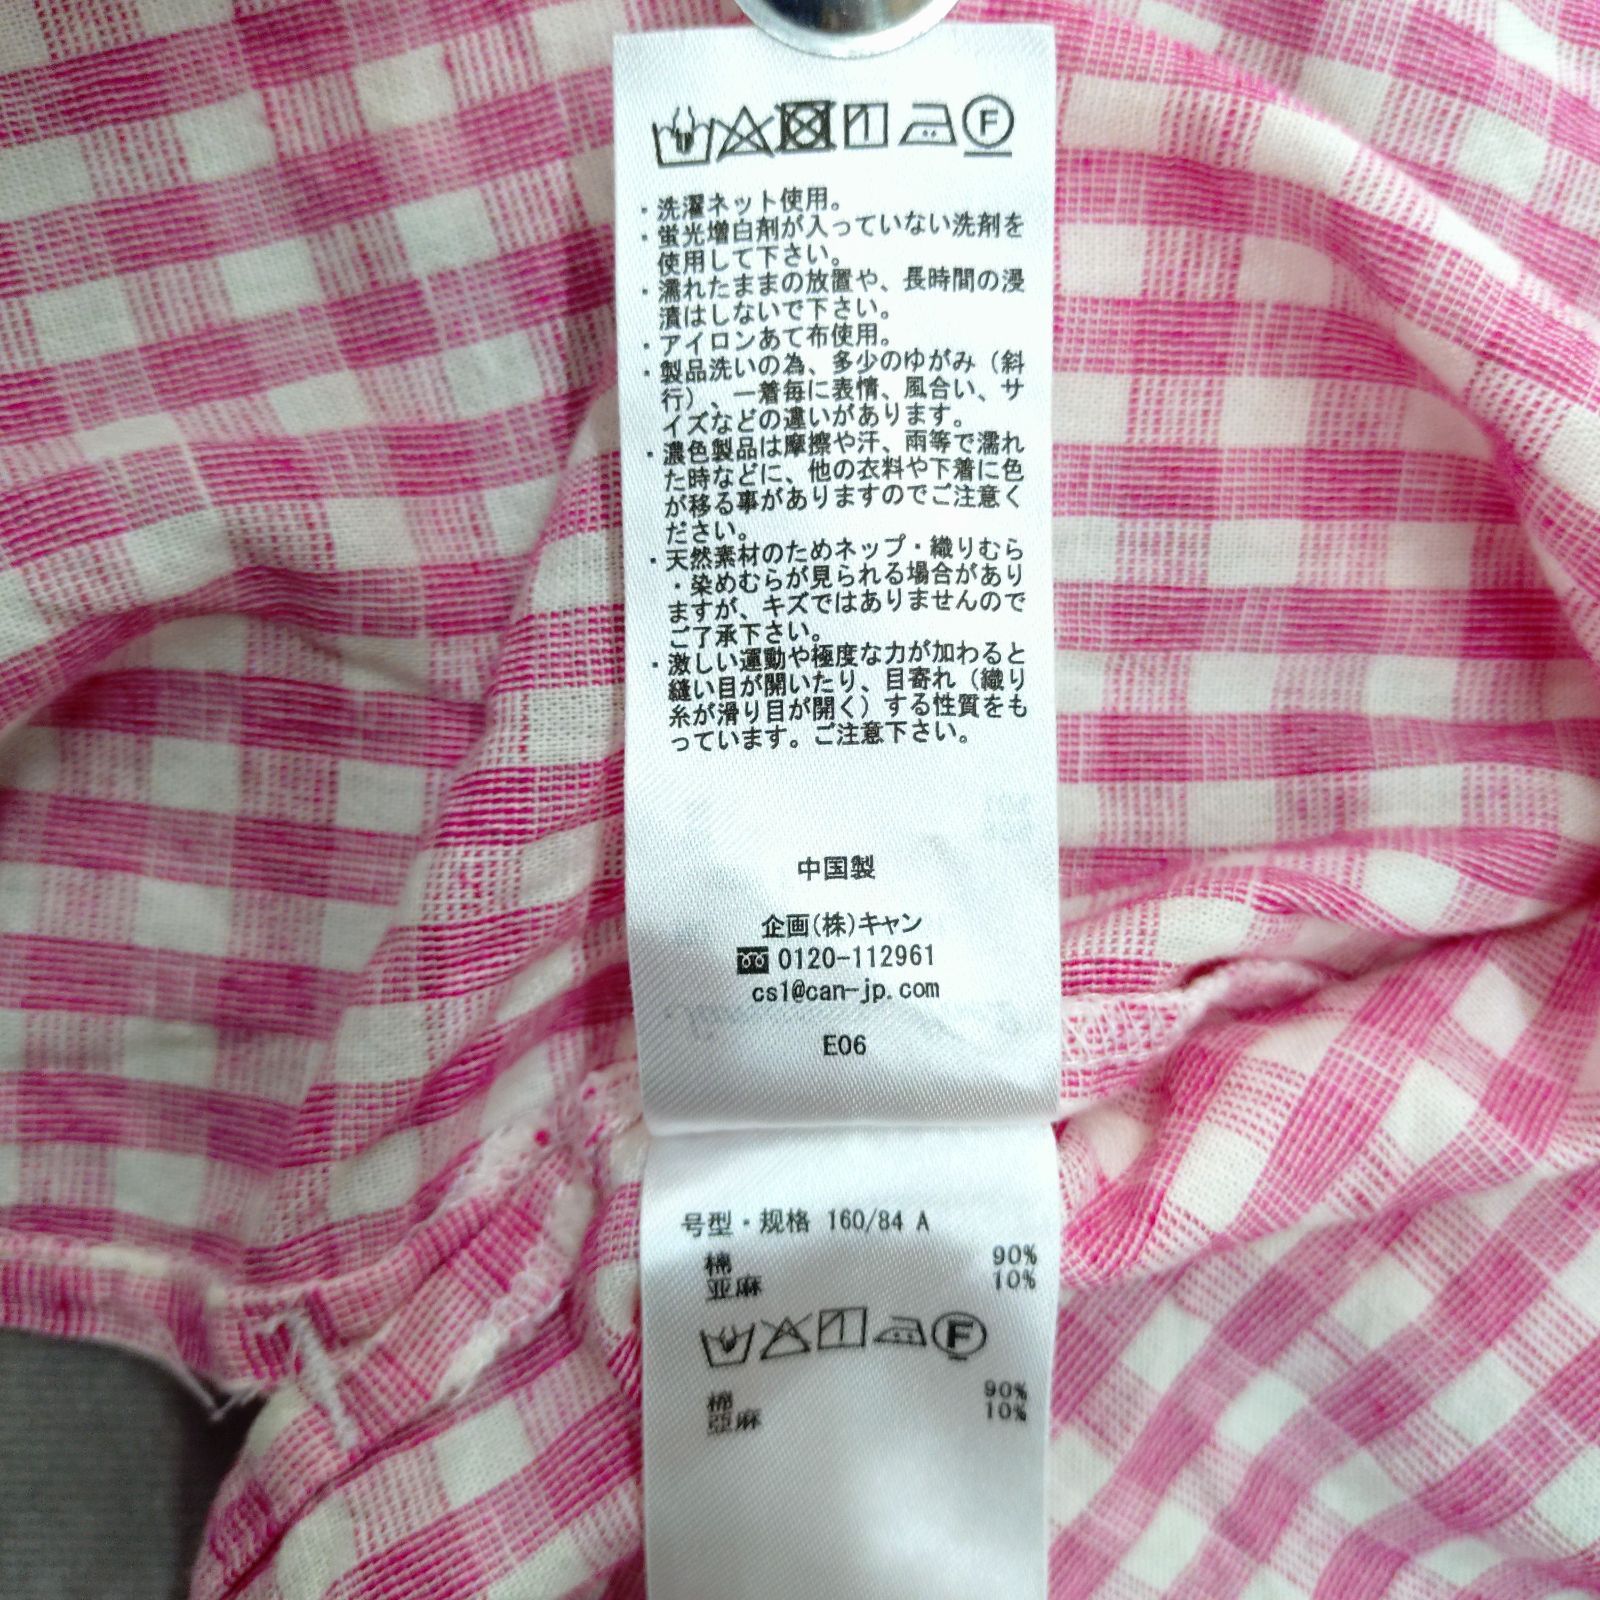 ・洗濯ネット使用。
・蛍光増白剤が入っていない洗剤を
使用して下さい。
・濡れたままの放置や、長時間の浸
漬はしないで下さい。
・アイロンあて布使用。
・製品洗いの為、多少のゆがみ（斜
行）、一着毎に表情、風合い、サ
イズなどの違いがあります。
・濃色製品は摩擦や汗、雨等で濡れ
た時などに、他の衣料や下着に色
が移る事がありますのでご注意く
ださい。
・天然素材のためネップ・織りむら
・染めむらが見られる場合があり
ますが、キズではありませんので
ご了承下さい。
・激しい運動や極度な力が加わると
縫い目が開いたり、目寄れ（織り
糸が滑り目が開く）する性質をも
っています。ご注意下さい。
中国製
企画(株)キャン
0120-112961
cs1@can-jp.com
E06
号型・规格 160/84 A
棉 90%
亚麻 10%
F
棉 90%
亞麻 10%